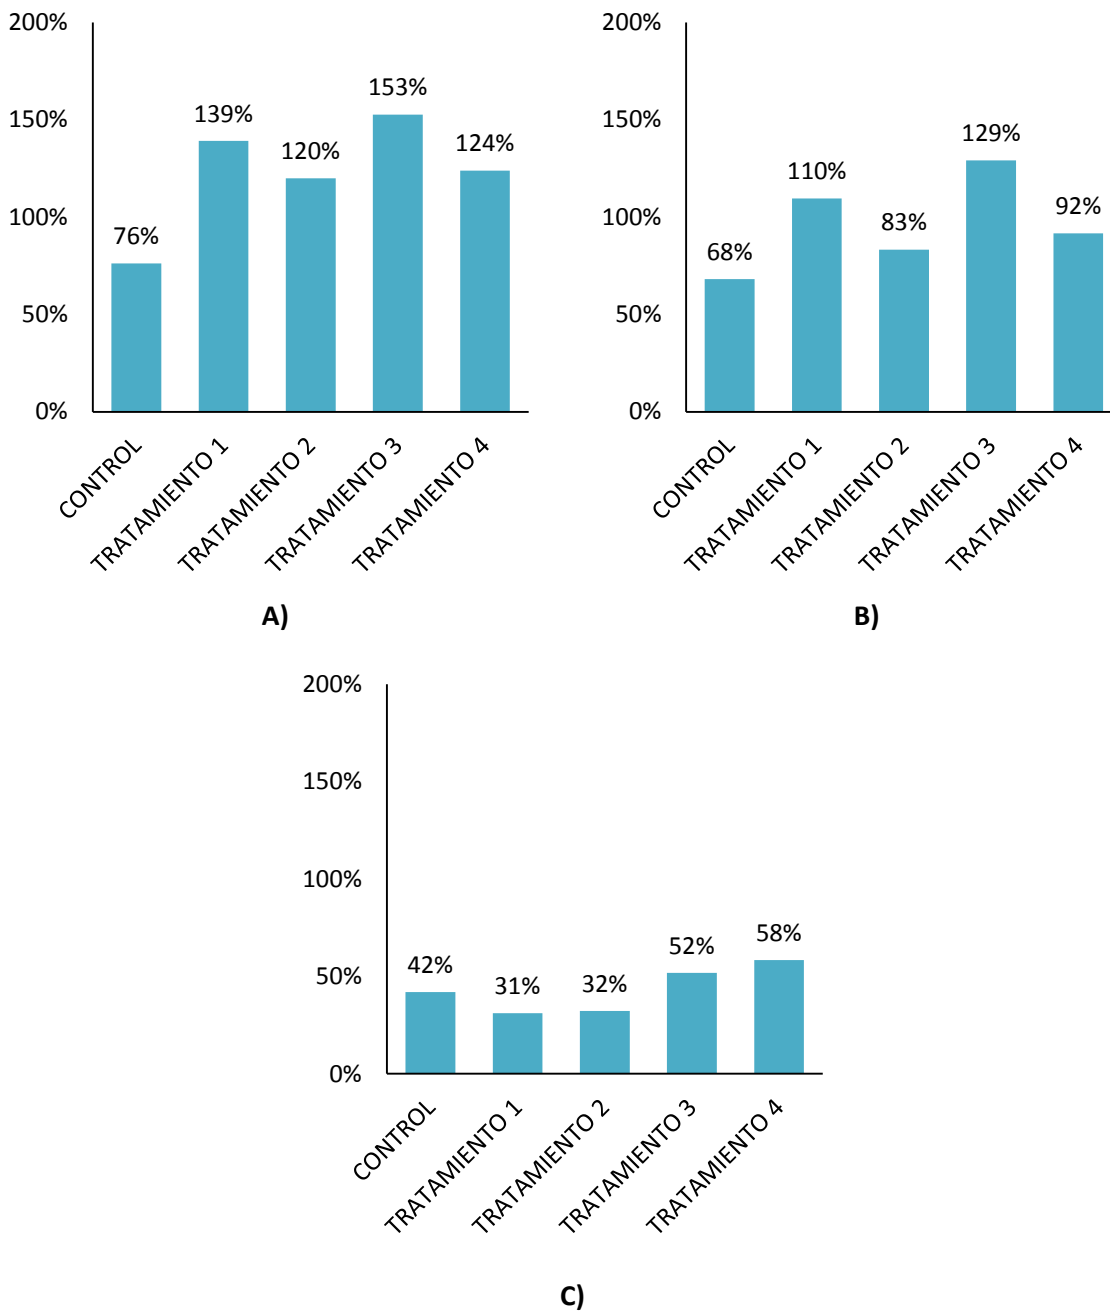 200%
150%
100%
50%
0%
76%
139%
120%
153%
124%
CONTROL
TRATAMIENTO 1
TRATAMIENTO 2
TRATAMIENTO 3
TRATAMIENTO 4
A)
200%
150%
100%
50%
0%
68%
110%
83%
129%
92%
CONTROL
TRATAMIENTO 1
TRATAMIENTO 2
TRATAMIENTO 3
TRATAMIENTO 4
B)
200%
150%
100%
50%
0%
42%
31%
32%
52%
58%
CONTROL
TRATAMIENTO 1
TRATAMIENTO 2
TRATAMIENTO 3
TRATAMIENTO 4
C)